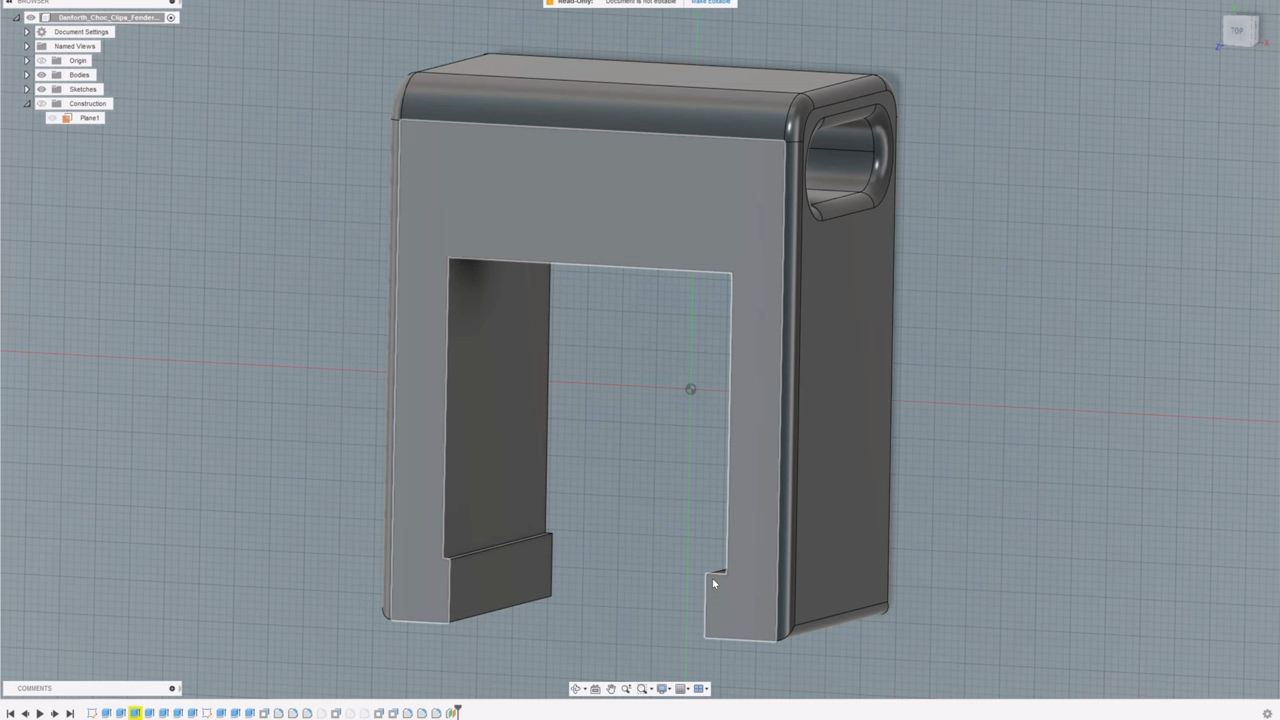 BROWSER
Read-Only: Document is not editable Make Editable
Danforth_Choc_Clips_Fender...
Document Settings
Named Views
Origin
Bodies
Sketches
Construction
Plane1
TOP
Z
X
COMMENTS